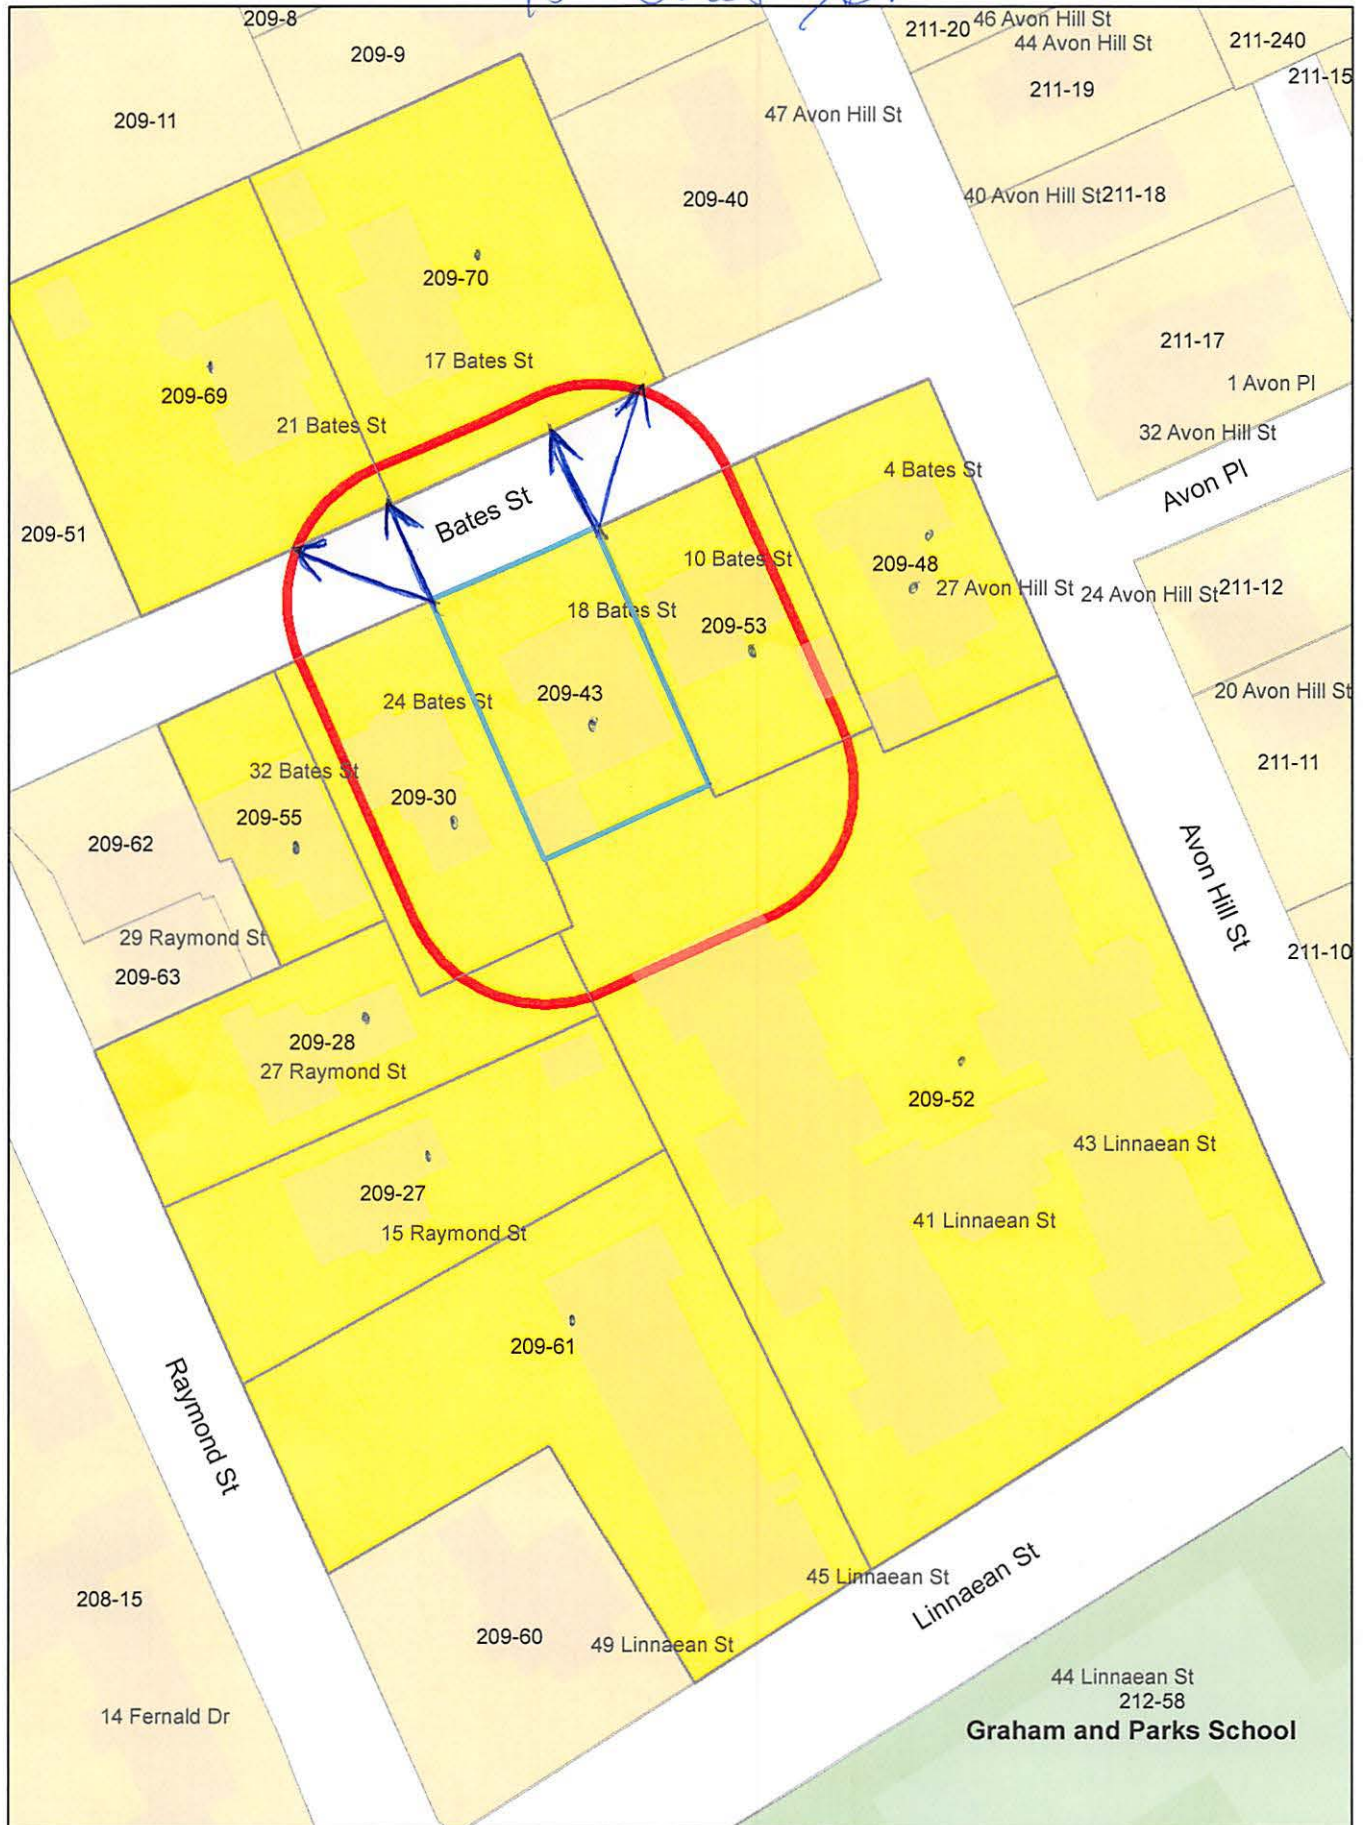 209-8
46 Avon Hill St
211-20
44 Avon Hill St
211-240
209-9
211-15
211-19
209-11
47 Avon Hill St
40 Avon Hill St
211-18
209-40
209-70
211-17
17 Bates St
1 Avon Pl
209-69
21 Bates St
32 Avon Hill St
4 Bates St
Avon Pl
Bates St
209-51
10 Bates St
209-48
27 Avon Hill St
24 Avon Hill St
211-12
18 Bates St
209-53
209-43
20 Avon Hill St
24 Bates St
211-11
32 Bates St
209-30
209-55
209-62
Avon Hill St
29 Raymond St
211-10
209-63
209-28
27 Raymond St
209-52
43 Linnaean St
209-27
41 Linnaean St
15 Raymond St
209-61
Raymond St
45 Linnaean St
Linnaean St
208-15
209-60
49 Linnaean St
44 Linnaean St
212-58
14 Fernald Dr
Graham and Parks School